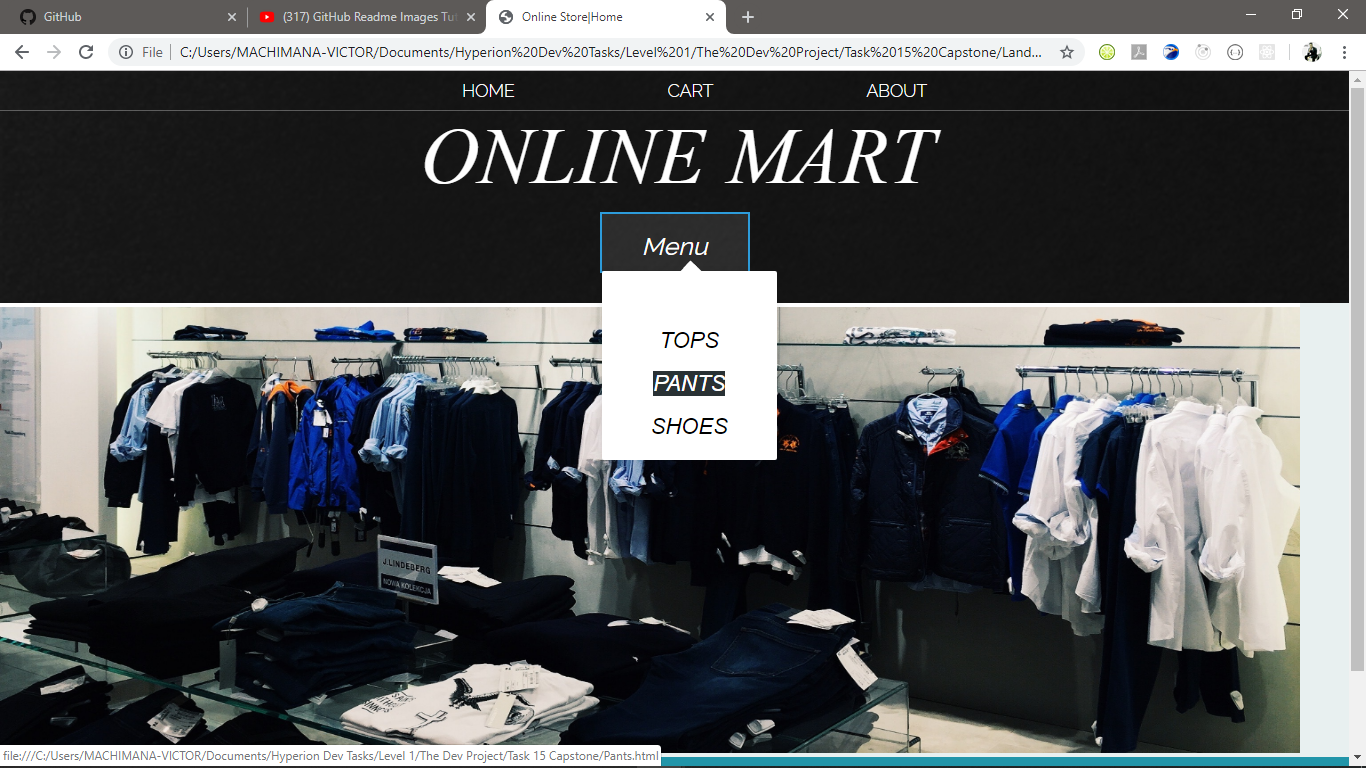 GitHub
(317) GitHub Readme Images Tut
Online Store|Home
File
C:/Users/MACHIMANA-VICTOR/Documents/Hyperion%20Dev%20Tasks/Level%201/The%20Dev%20Project/Task%2015%20Capstone/Land...
HOME CART ABOUT
ONLINE MART
Menu
TOPS
PANTS
SHOES
J.LINDEBERG
NOWA KOLEKCJA
file:///C:/Users/MACHIMANA-VICTOR/Documents/Hyperion Dev Tasks/Level 1/The Dev Project/Task 15 Capstone/Pants.html